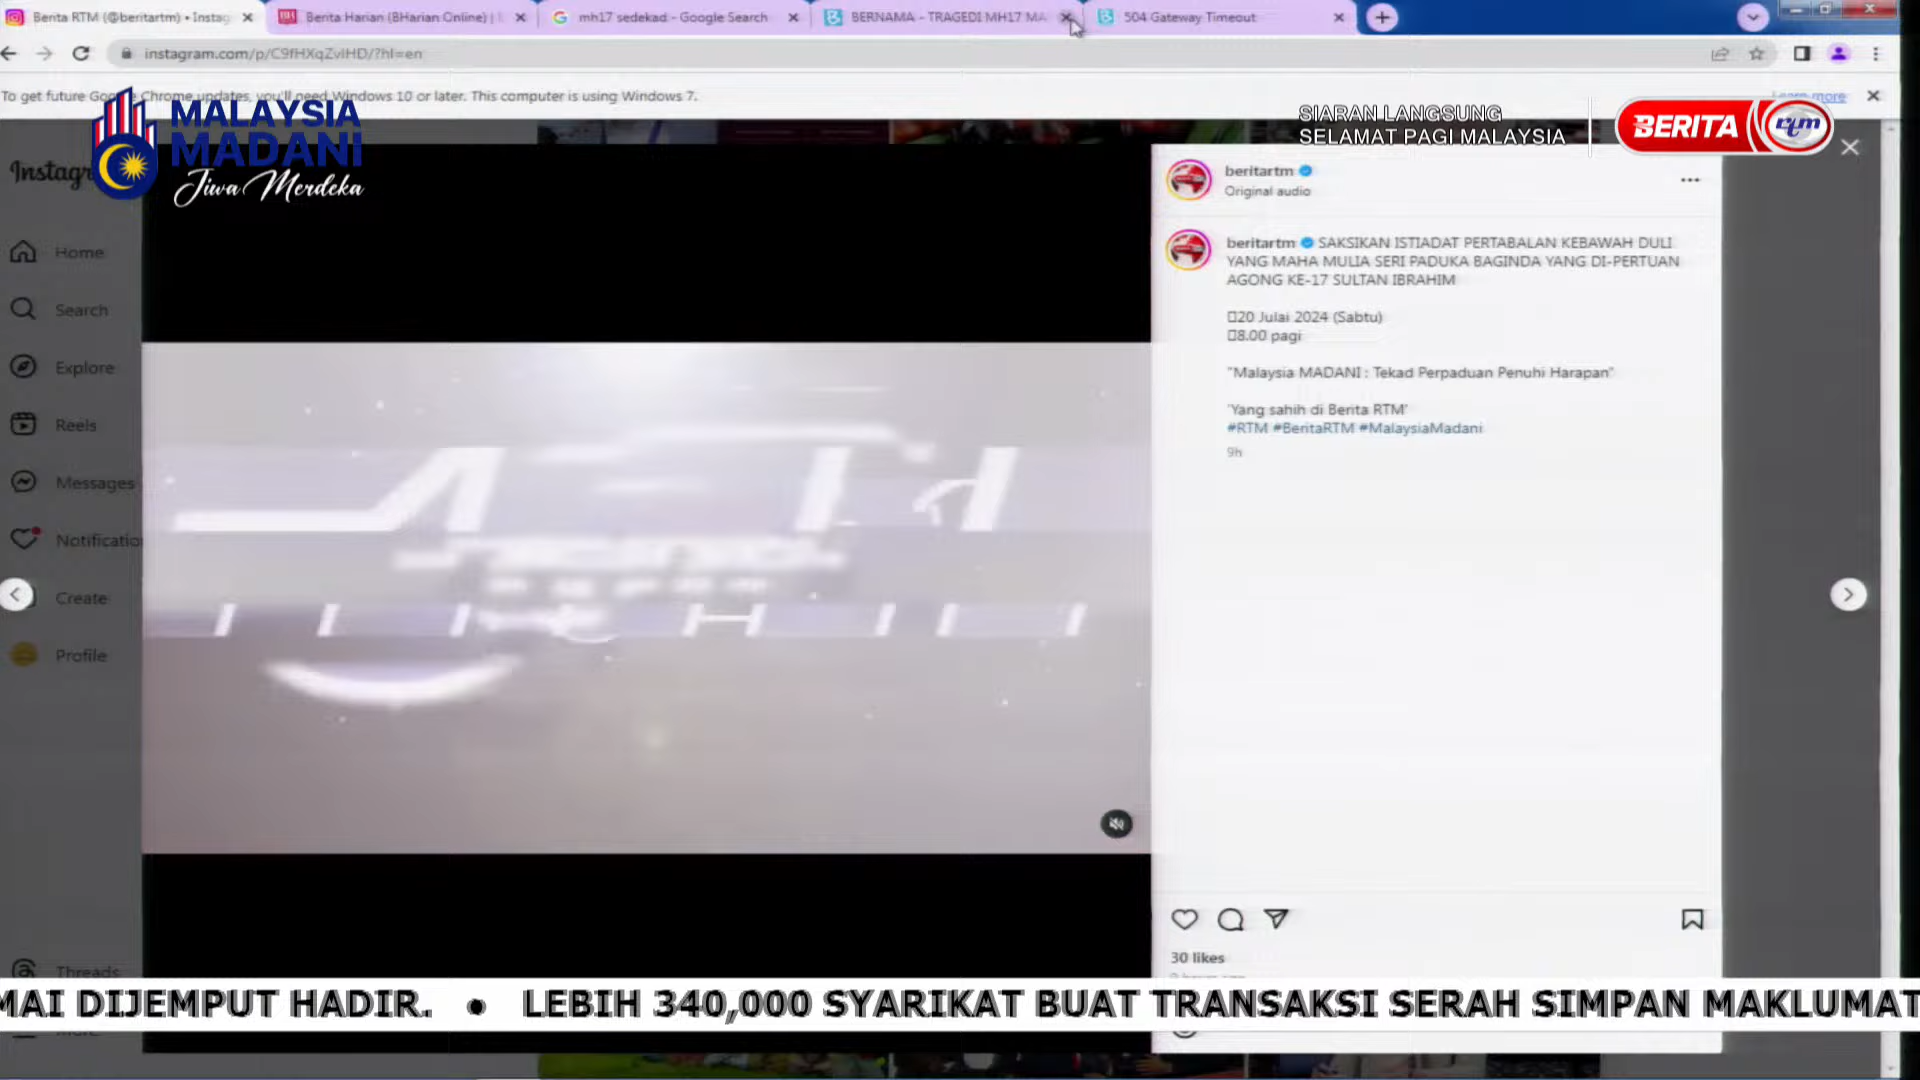 Berita RTM (@beritartm) • Instag
Berita Harian (BHarian Online) |
mh17 sedekad - Google Search
BERNAMA - TRAGEDI MH17 MA
504 Gateway Timeout
instagram.com/p/C9fHXqZvIHD/?hl=en
To get future Google Chrome updates, you'll need Windows 10 or later. This computer is using Windows 7.
Learn more
MALAYSIA
MADANI
Jiwa Merdeka
SIARAN LANGSUNG
SELAMAT PAGI MALAYSIA
BERITA rtm
Instagr
Home
Search
Explore
Reels
Messages
Notificatio
Create
Profile
Threads
beritartm
Original audio
beritartm SAKSIKAN ISTIADAT PERTABALAN KEBAWAH DULI
YANG MAHA MULIA SERI PADUKA BAGINDA YANG DI-PERTUAN
AGONG KE-17 SULTAN IBRAHIM
20 Julai 2024 (Sabtu)
8.00 pagi
"Malaysia MADANI : Tekad Perpaduan Penuhi Harapan"
'Yang sahih di Berita RTM'
#RTM #BeritaRTM #MalaysiaMadani
9h
30 likes
MAI DIJEMPUT HADIR. • LEBIH 340,000 SYARIKAT BUAT TRANSAKSI SERAH SIMPAN MAKLUMAT